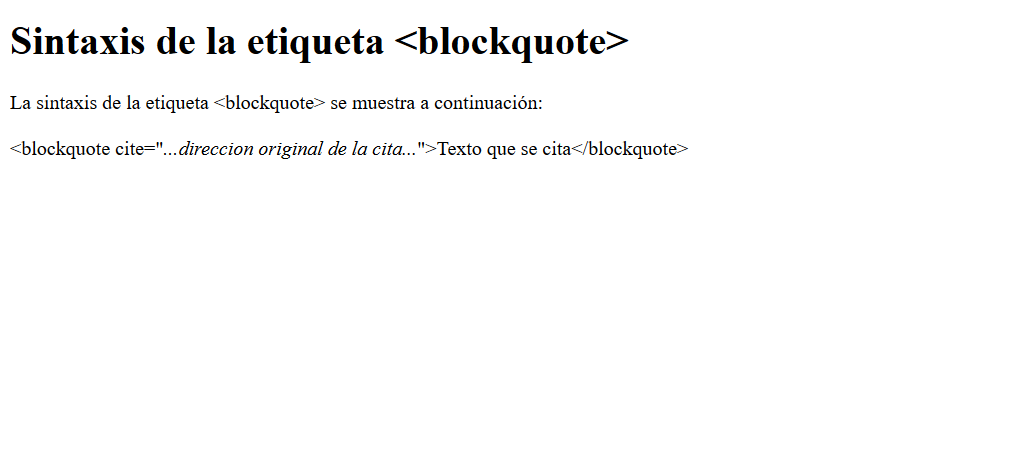 Sintaxis de la etiqueta <blockquote>
La sintaxis de la etiqueta <blockquote> se muestra a continuación:
<blockquote cite="...direccion original de la cita...">Texto que se cita</blockquote>